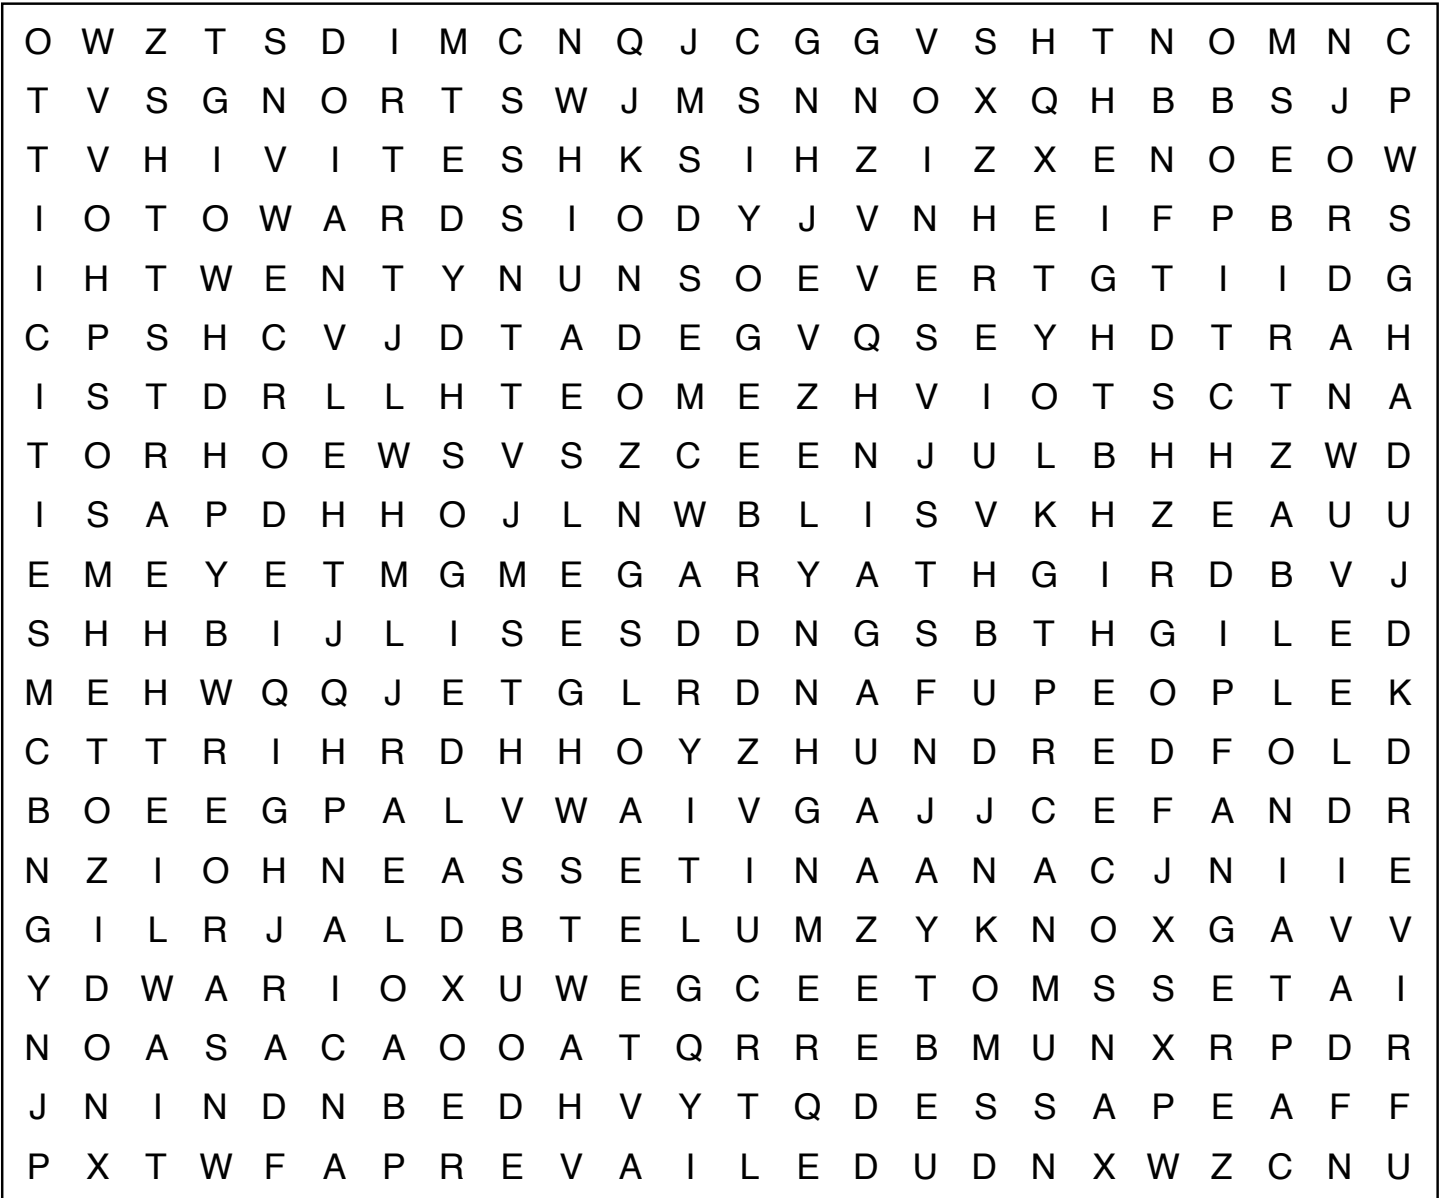 O W Z T S D I M C N Q J C G G V S H T N O M N C
T V S G N O R T S W J M S N N O X Q H B B S J P
T V H I V I T E S H K S I H Z I Z X E N O E O W
I O T O W A R D S I O D Y J V N H E I F P B R S
I H T W E N T Y N U N S O E V E R T G T I I D G
C P S H C V J D T A D E G V Q S E Y H D T R A H
I S T D R L L H T E O M E Z H V I O T S C T N A
T O R H O E W S V S Z C E E N J U L B H H Z W D
I S A P D H H O J L N W B L I S V K H Z E A U U
E M E Y E T M G M E G A R Y A T H G I R D B V J
S H H B I J L I S E S D D N G S B T H G I L E D
M E H W Q Q J E T G L R D N A F U P E O P L E K
C T T R I H R D H H O Y Z H U N D R E D F O L D
B O E E G P A L V W A I V G A J J C E F A N D R
N Z I O H N E A S S E T I N A A N A C J N I I E
G I L R J A L D B T E L U M Z Y K N O X G A V V
Y D W A R I O X U W E G C E E T O M S S E T A I
N O A S A C A O O A T Q R R E B M U N X R P D R
J N I N D N B E D H V Y T Q D E S S A P E A F F
P X T W F A P R E V A I L E D U D N X W Z C N U